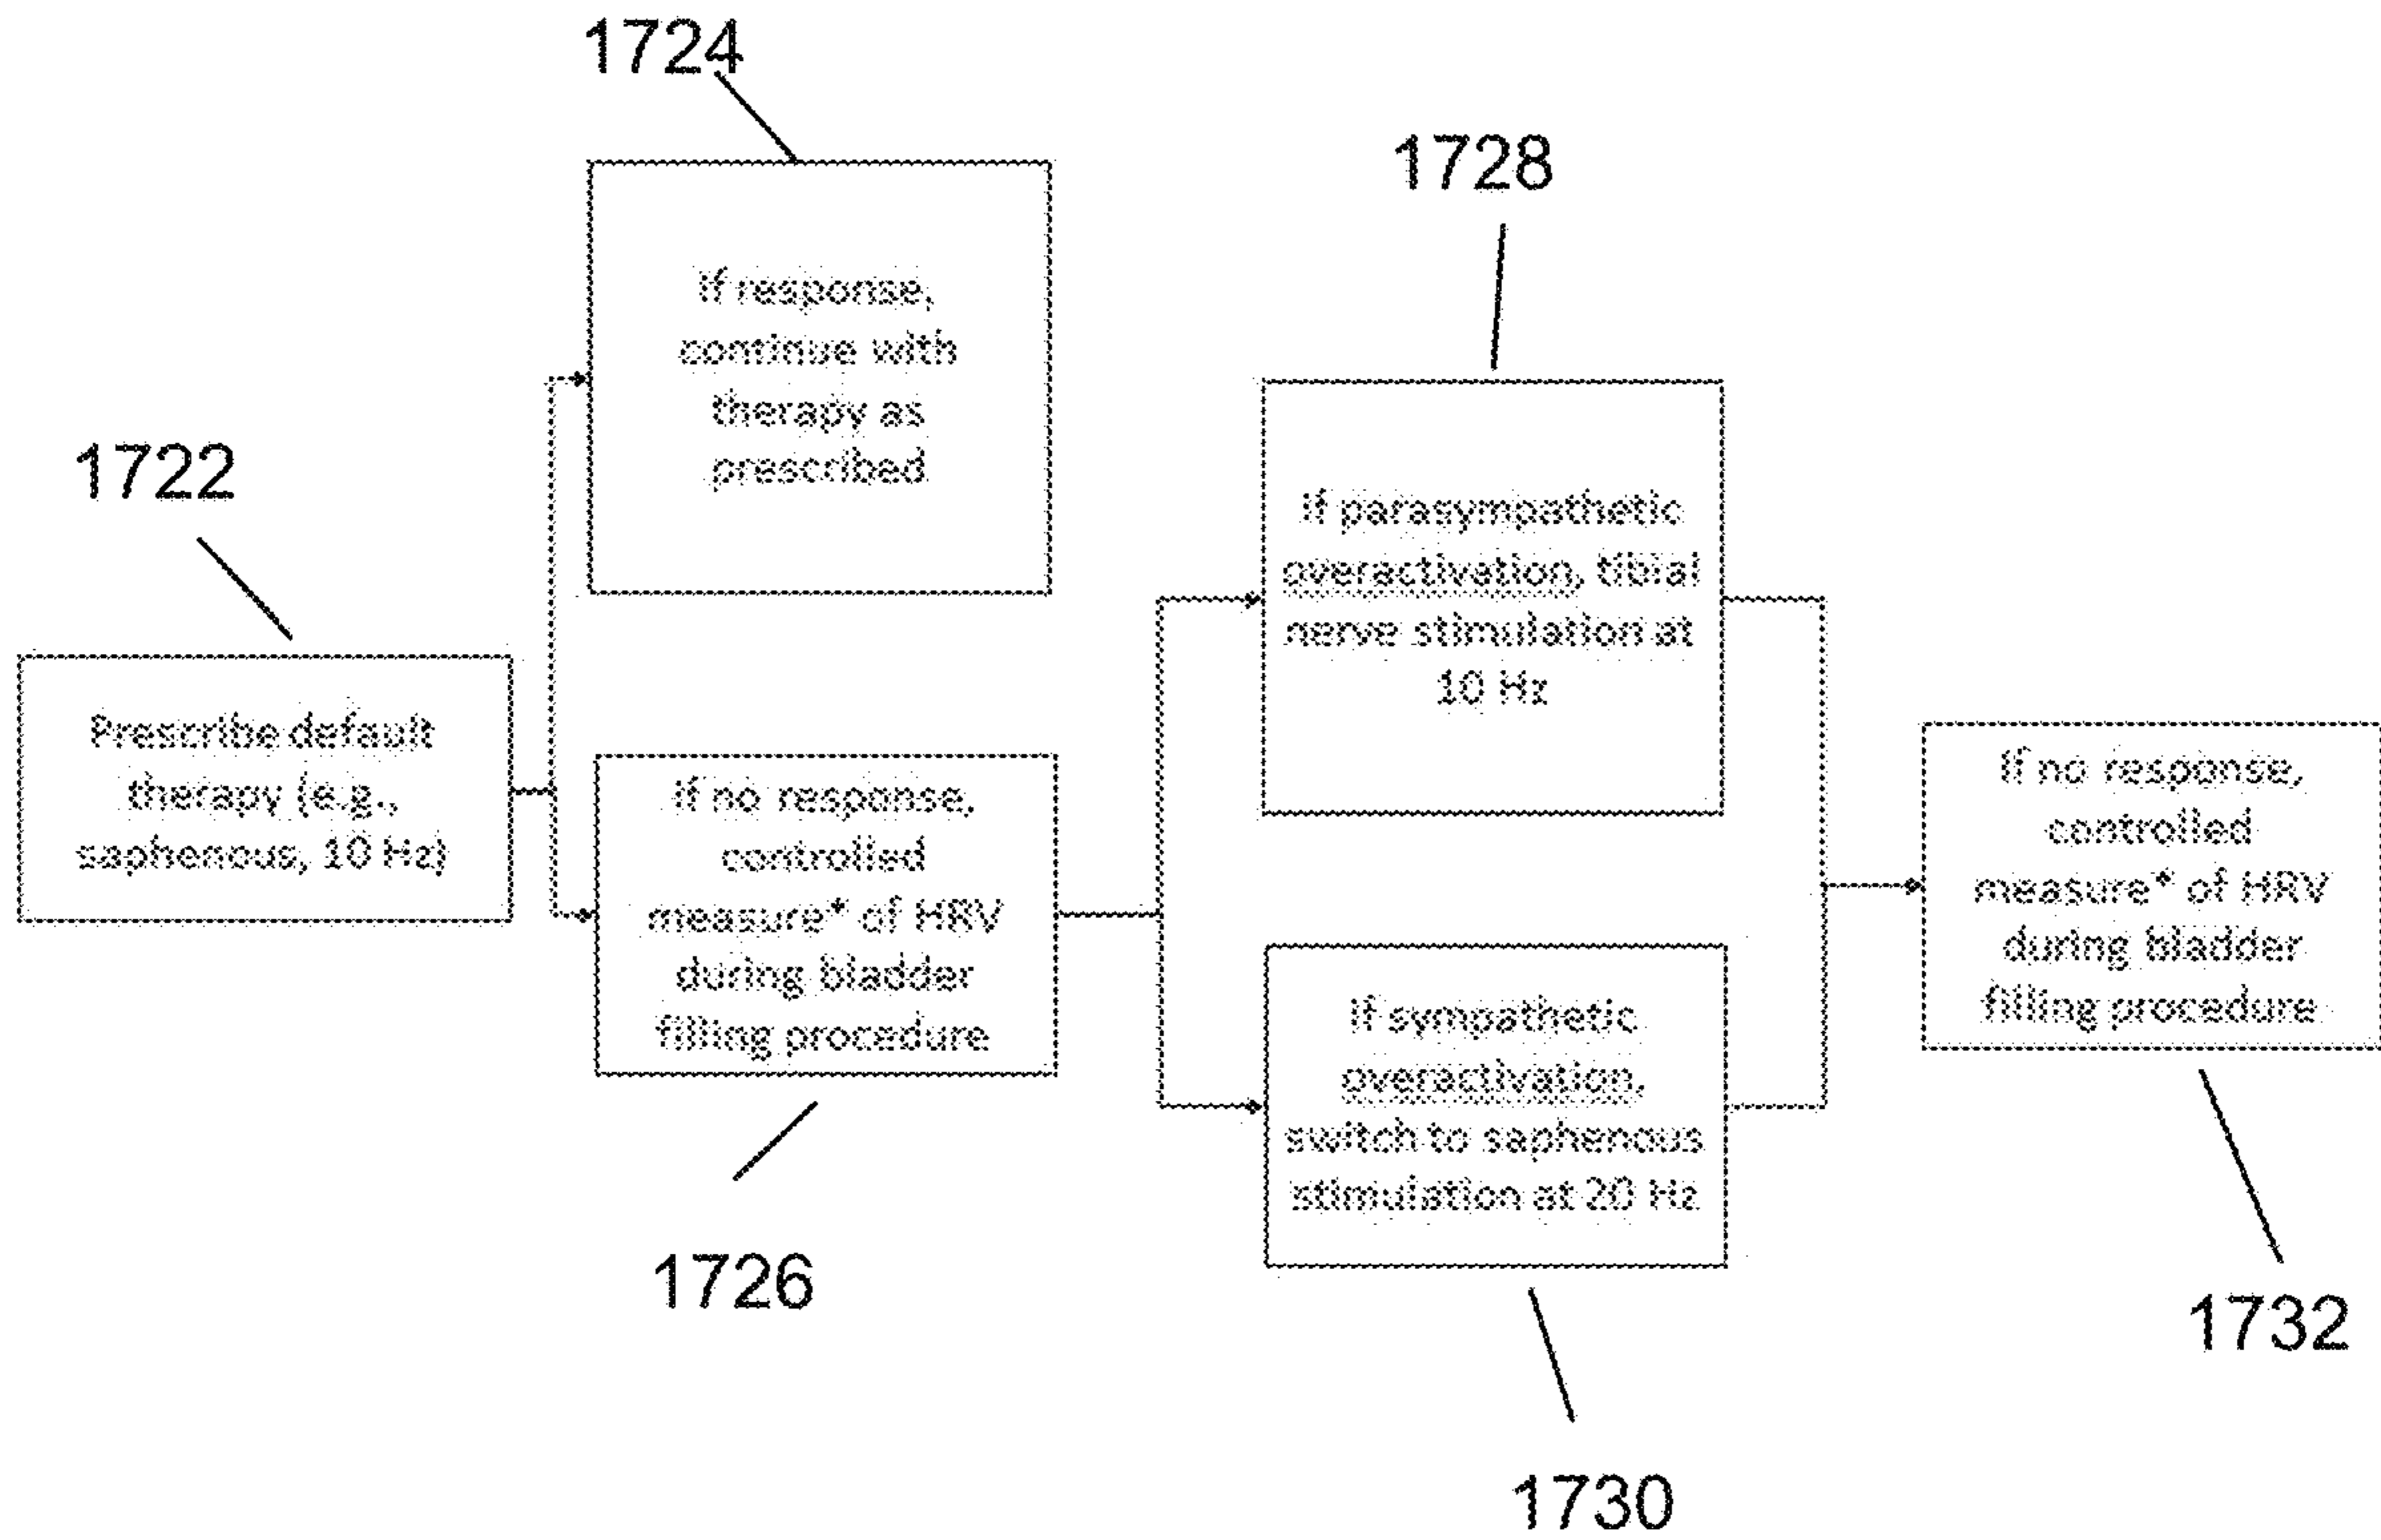 1724
If response,
continue with
therapy as
prescribed
1728
If parasympathetic
overactivation, tibial
nerve stimulation at
10 Hz
1722
Prescribe default
therapy (e.g.,
saphenous, 10 Hz)
If no response,
controlled
measure* of HRV
during bladder
filling procedure
1726
If sympathetic
overactivation,
switch to saphenous
stimulation at 20 Hz
1730
If no response,
controlled
measure* of HRV
during bladder
filling procedure
1732